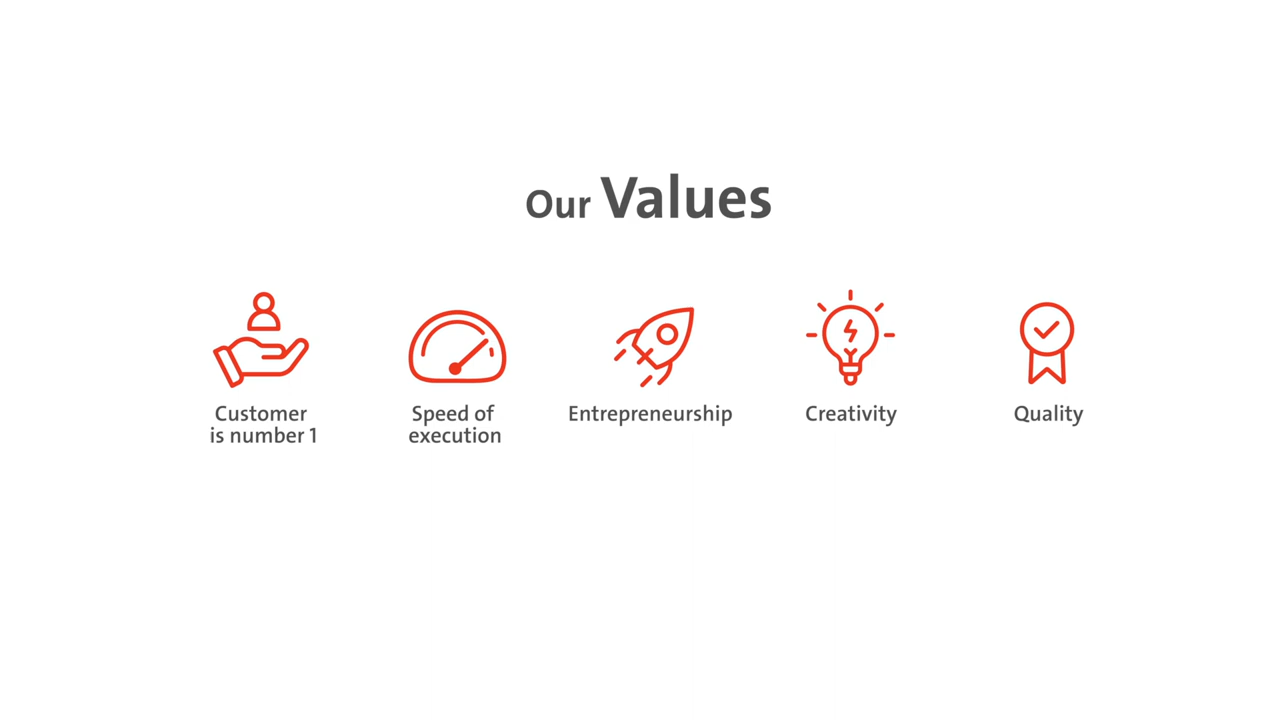 Our Values
Customer
is number 1
Speed of
execution
Entrepreneurship
Creativity
Quality